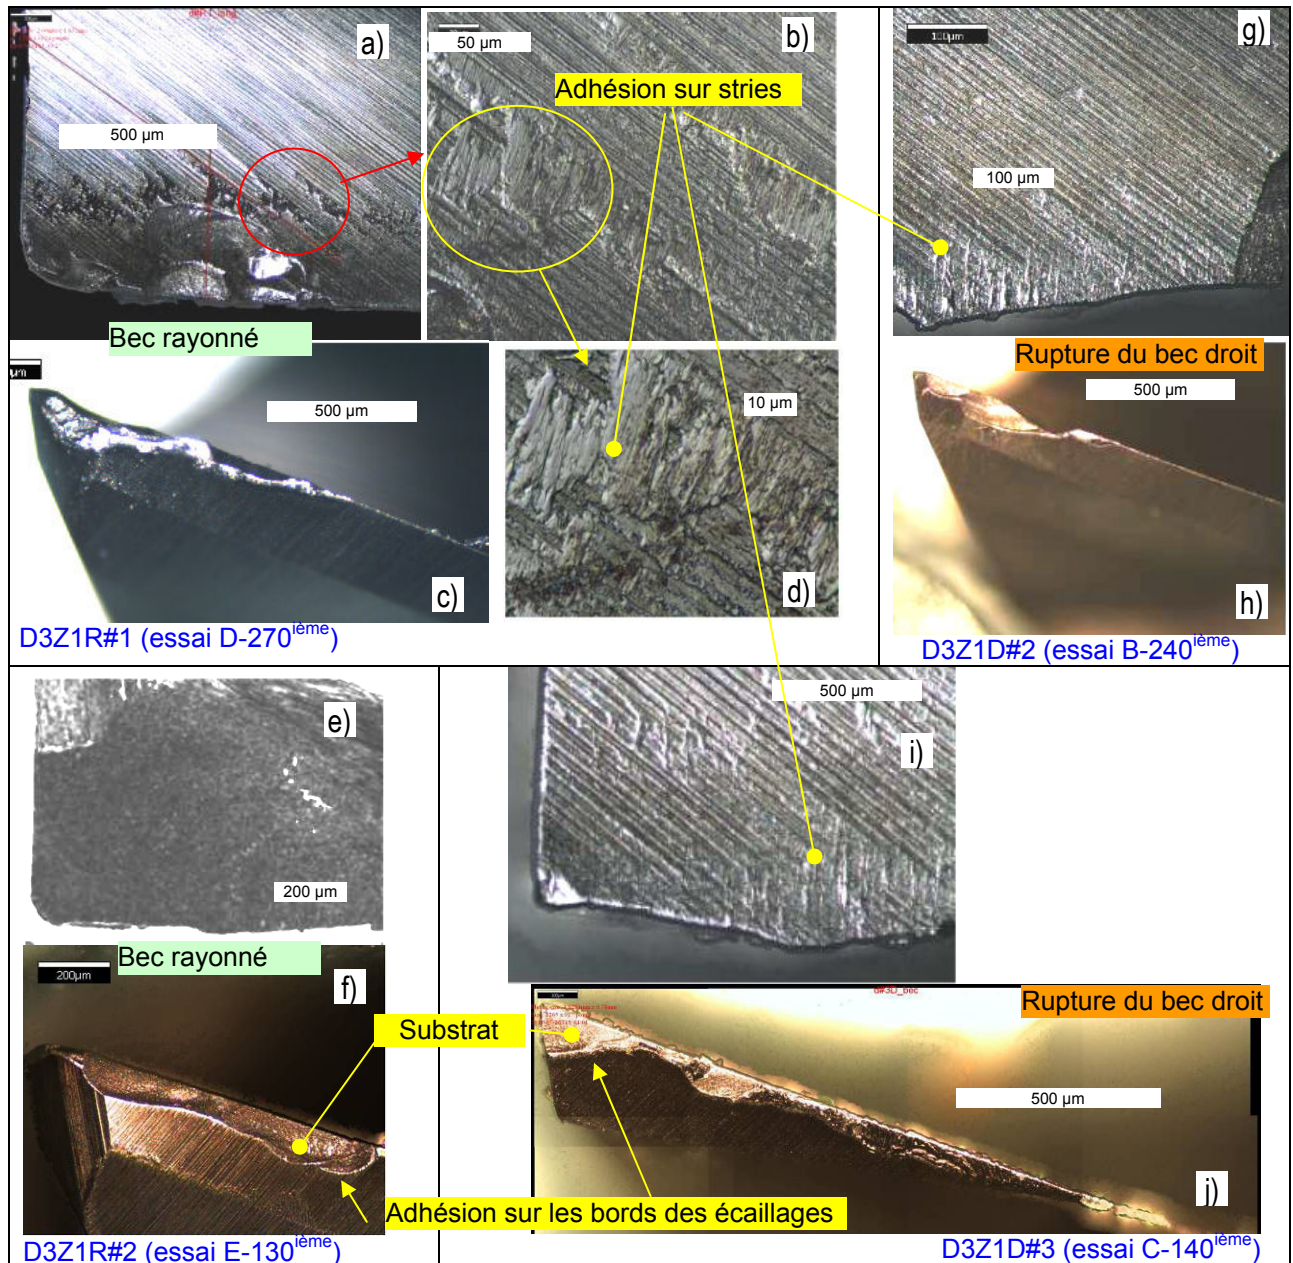 a)
500 µm
Bec rayonné
50 µm
b)
Adhésion sur stries
100µm
g)
100 µm
Rupture du bec droit
500 µm
h)
D3Z1D#2 (essai B-240ième)
500 µm
c)
D3Z1R#1 (essai D-270ième)
10 µm
d)
e)
200 µm
Bec rayonné
200µm
f)
Substrat
Adhésion sur les bords des écaillages
D3Z1R#2 (essai E-130ième)
500 µm
i)
d#3D_bec
Rupture du bec droit
500 µm
j)
D3Z1D#3 (essai C-140ième)